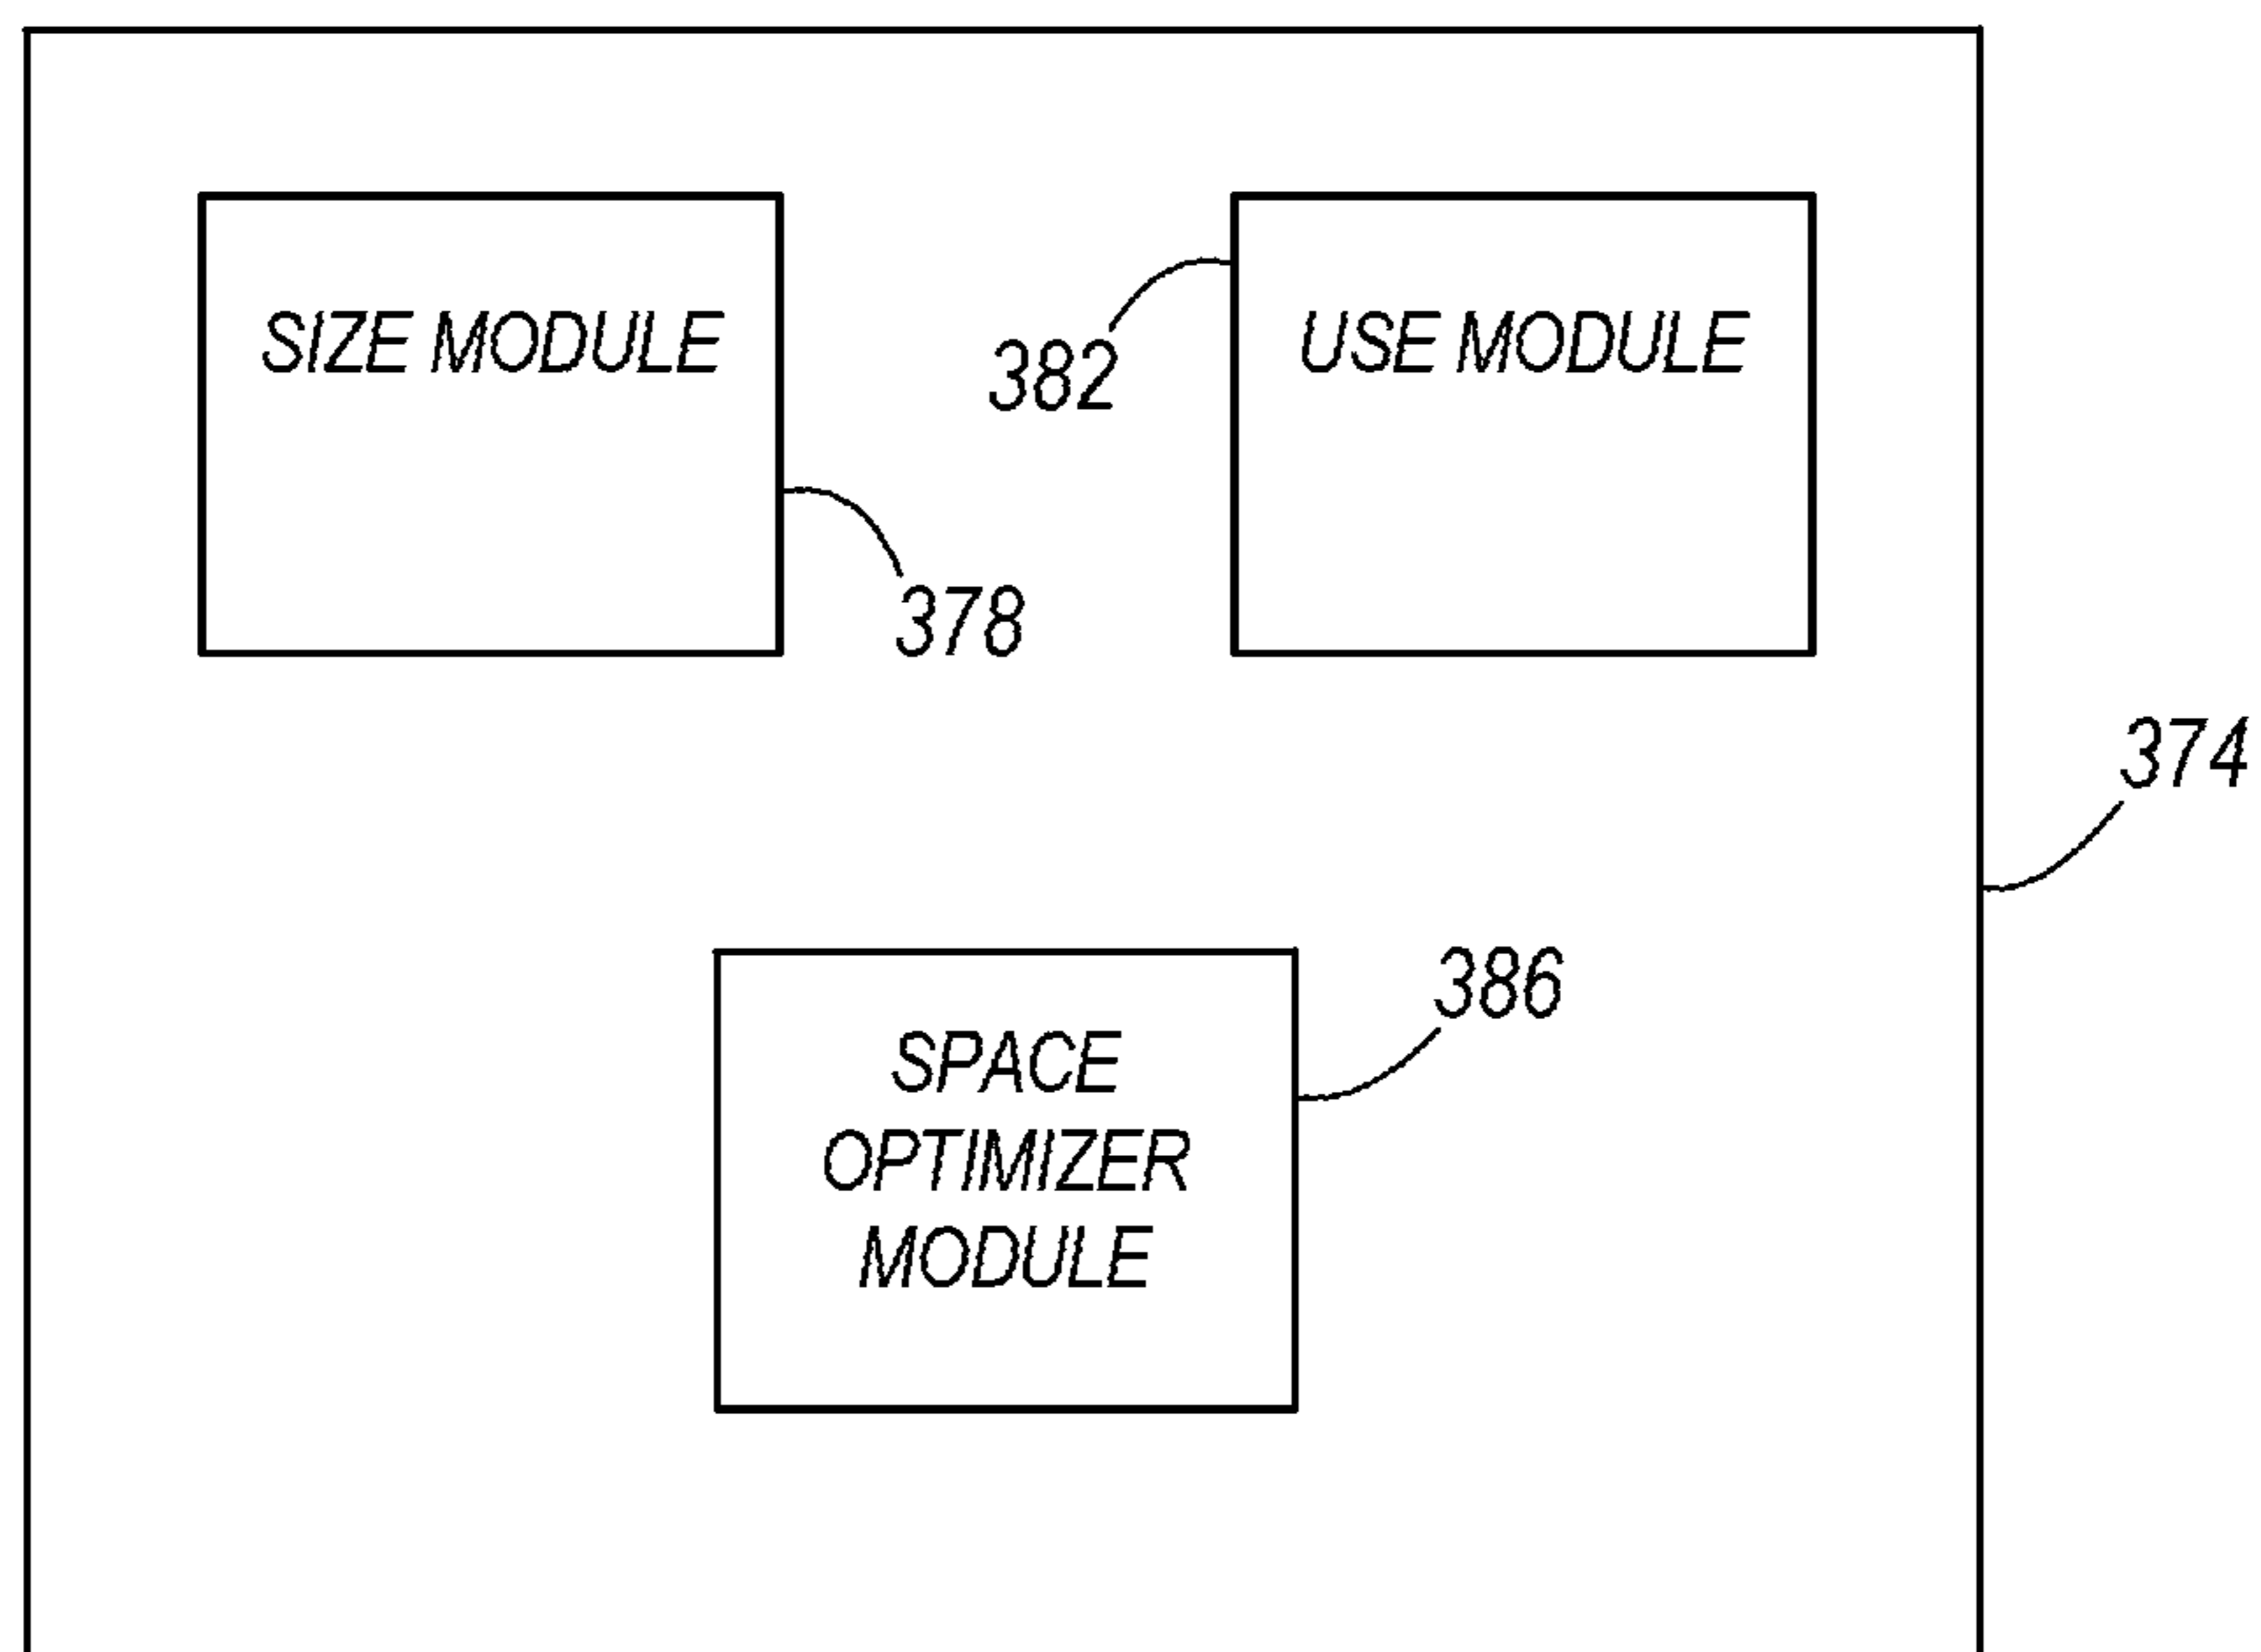 SIZE MODULE
382
USE MODULE
378
374
386
SPACE
OPTIMIZER
MODULE